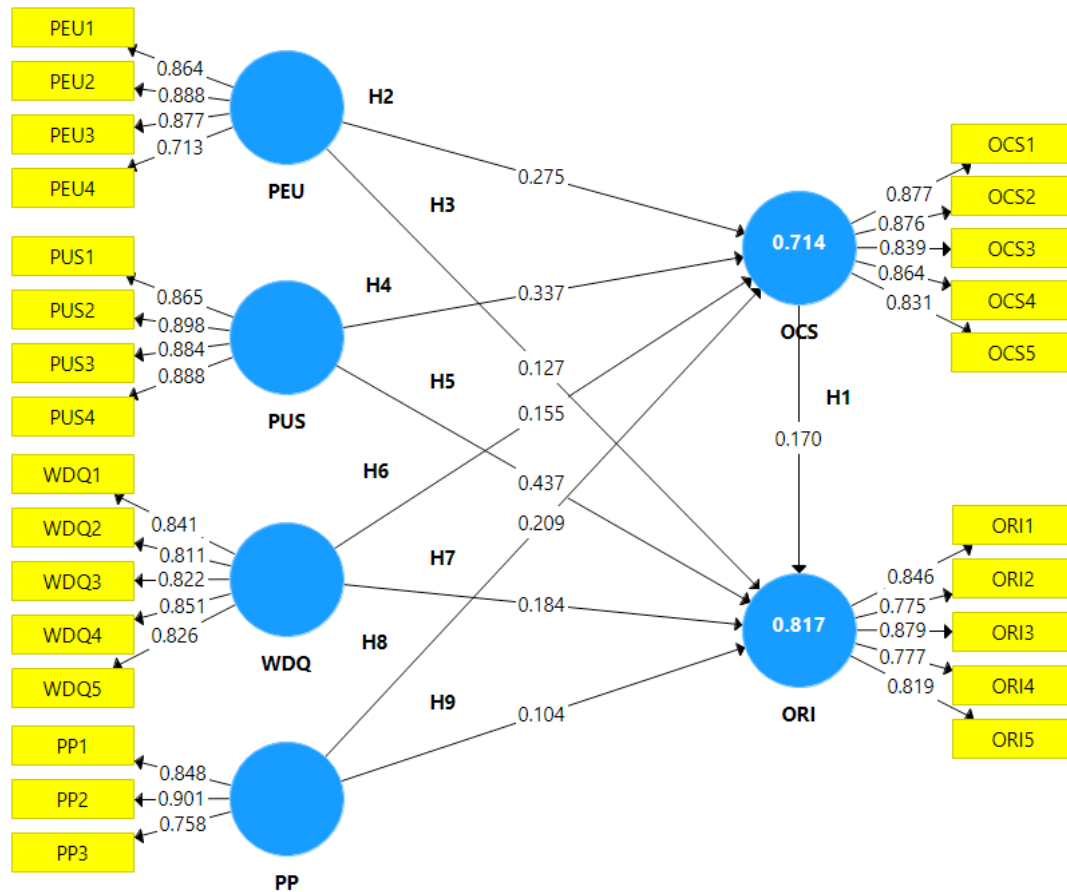 PEU1
PEU2
PEU3
PEU4
0.864
0.888
0.877
0.713
PEU
H2
0.275
H3
PUS1
PUS2
PUS3
PUS4
0.865
0.898
0.884
0.888
PUS
H4
0.337
H5
0.127
0.155
0.437
0.209
WDQ1
WDQ2
WDQ3
WDQ4
WDQ5
0.841
0.811
0.822
0.851
0.826
WDQ
H6
H7
0.184
H8
H9
0.104
PP1
PP2
PP3
0.848
0.901
0.758
PP
0.714
OCS
0.877
0.876
0.839
0.864
0.831
OCS1
OCS2
OCS3
OCS4
OCS5
H1
0.170
0.817
ORI
0.846
0.775
0.879
0.777
0.819
ORI1
ORI2
ORI3
ORI4
ORI5